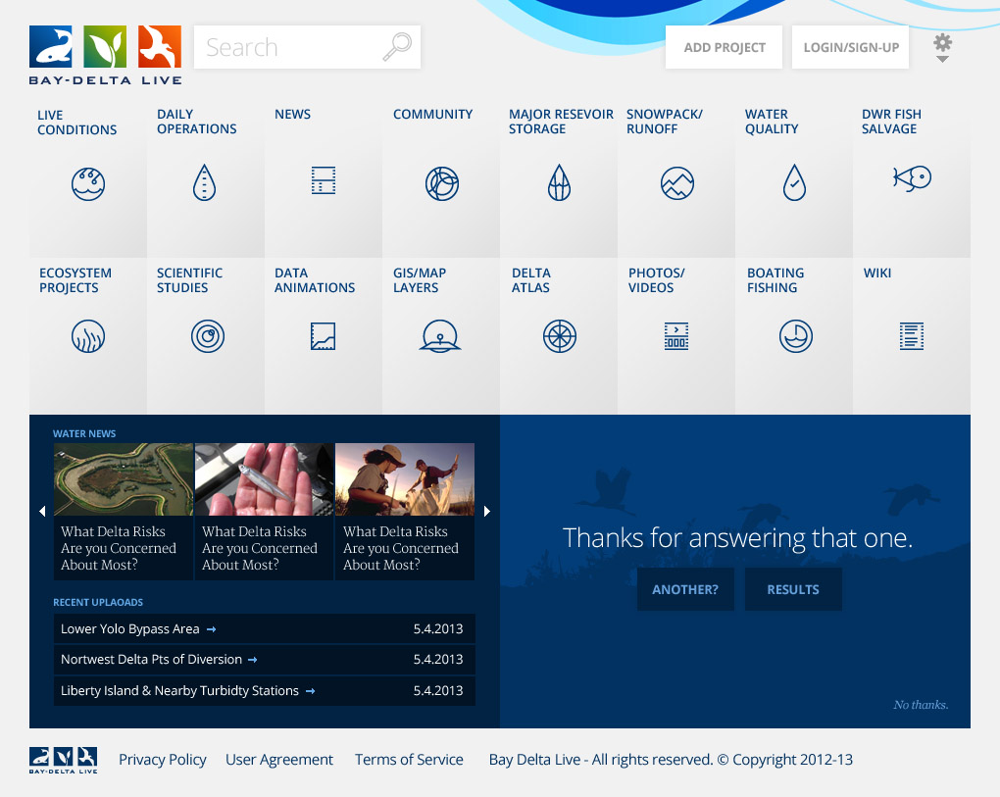 BAY-DELTA LIVE
Search
ADD PROJECT
LOGIN/SIGN-UP
LIVE
CONDITIONS
DAILY
OPERATIONS
NEWS
COMMUNITY
MAJOR RESEVOIR
STORAGE
SNOWPACK/
RUNOFF
WATER
QUALITY
DWR FISH
SALVAGE
ECOSYSTEM
PROJECTS
SCIENTIFIC
STUDIES
DATA
ANIMATIONS
GIS/MAP
LAYERS
DELTA
ATLAS
PHOTOS/
VIDEOS
BOATING
FISHING
WIKI
WATER NEWS
What Delta Risks
Are you Concerned
About Most?
What Delta Risks
Are you Concerned
About Most?
What Delta Risks
Are you Concerned
About Most?
RECENT UPLAOADS
Lower Yolo Bypass Area 5.4.2013
Nortwest Delta Pts of Diversion 5.4.2013
Liberty Island & Nearby Turbidty Stations 5.4.2013
Thanks for answering that one.
ANOTHER?
RESULTS
No thanks.
BAY-DELTA LIVE
Privacy Policy
User Agreement
Terms of Service
Bay Delta Live - All rights reserved. © Copyright 2012-13